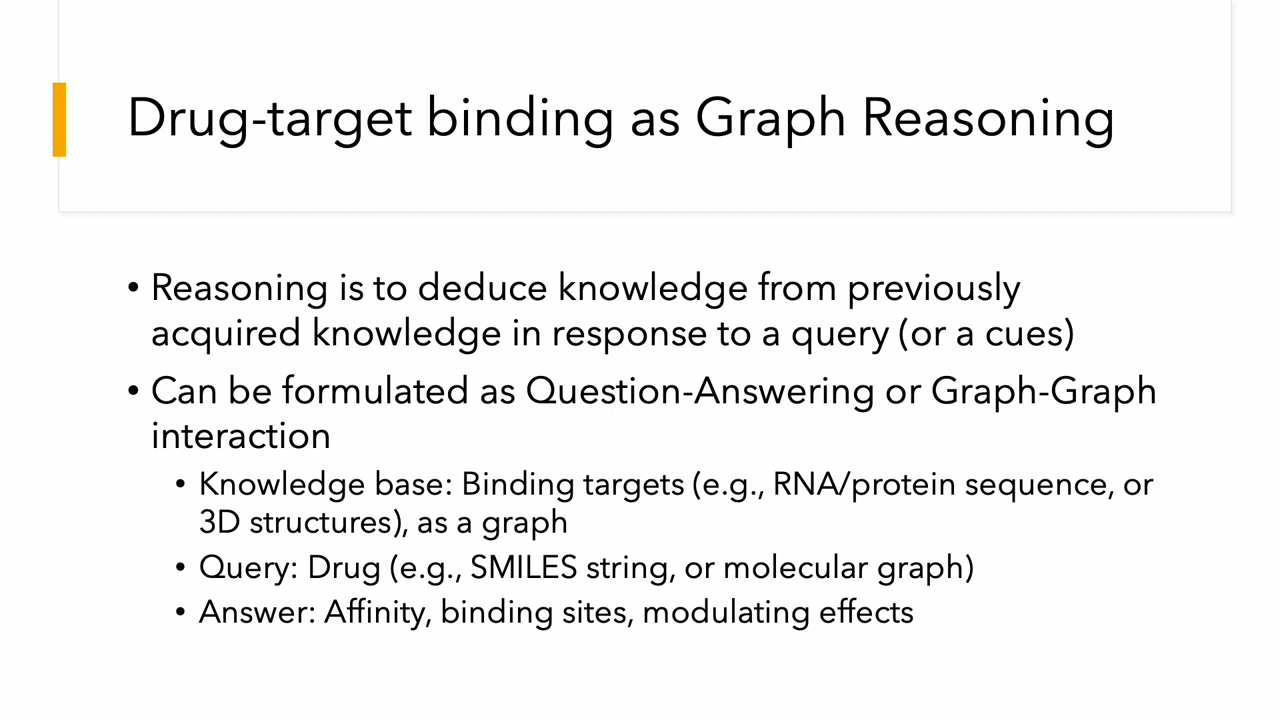 Drug-target binding as Graph Reasoning
• Reasoning is to deduce knowledge from previously
acquired knowledge in response to a query (or a cues)
• Can be formulated as Question-Answering or Graph-Graph
interaction
• Knowledge base: Binding targets (e.g., RNA/protein sequence, or
3D structures), as a graph
• Query: Drug (e.g., SMILES string, or molecular graph)
• Answer: Affinity, binding sites, modulating effects